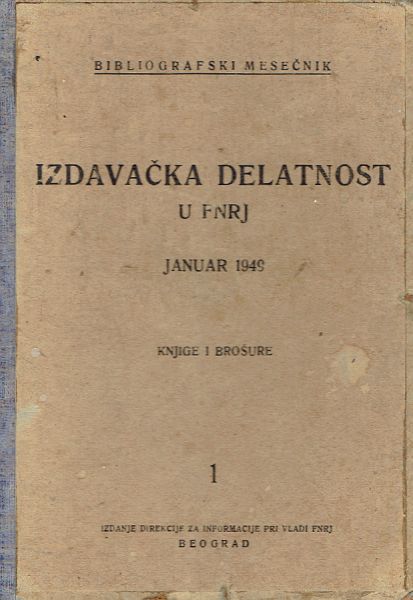 BIBLIOGRAFSKI MESEČNIK
IZDAVAČKA DELATNOST
U FNRJ
JANUAR 1949
KNJIGE I BROŠURE
1
IZDANJE DIREKCIJE ZA INFORMACIJE PRI VLADI FNRJ
BEOGRAD